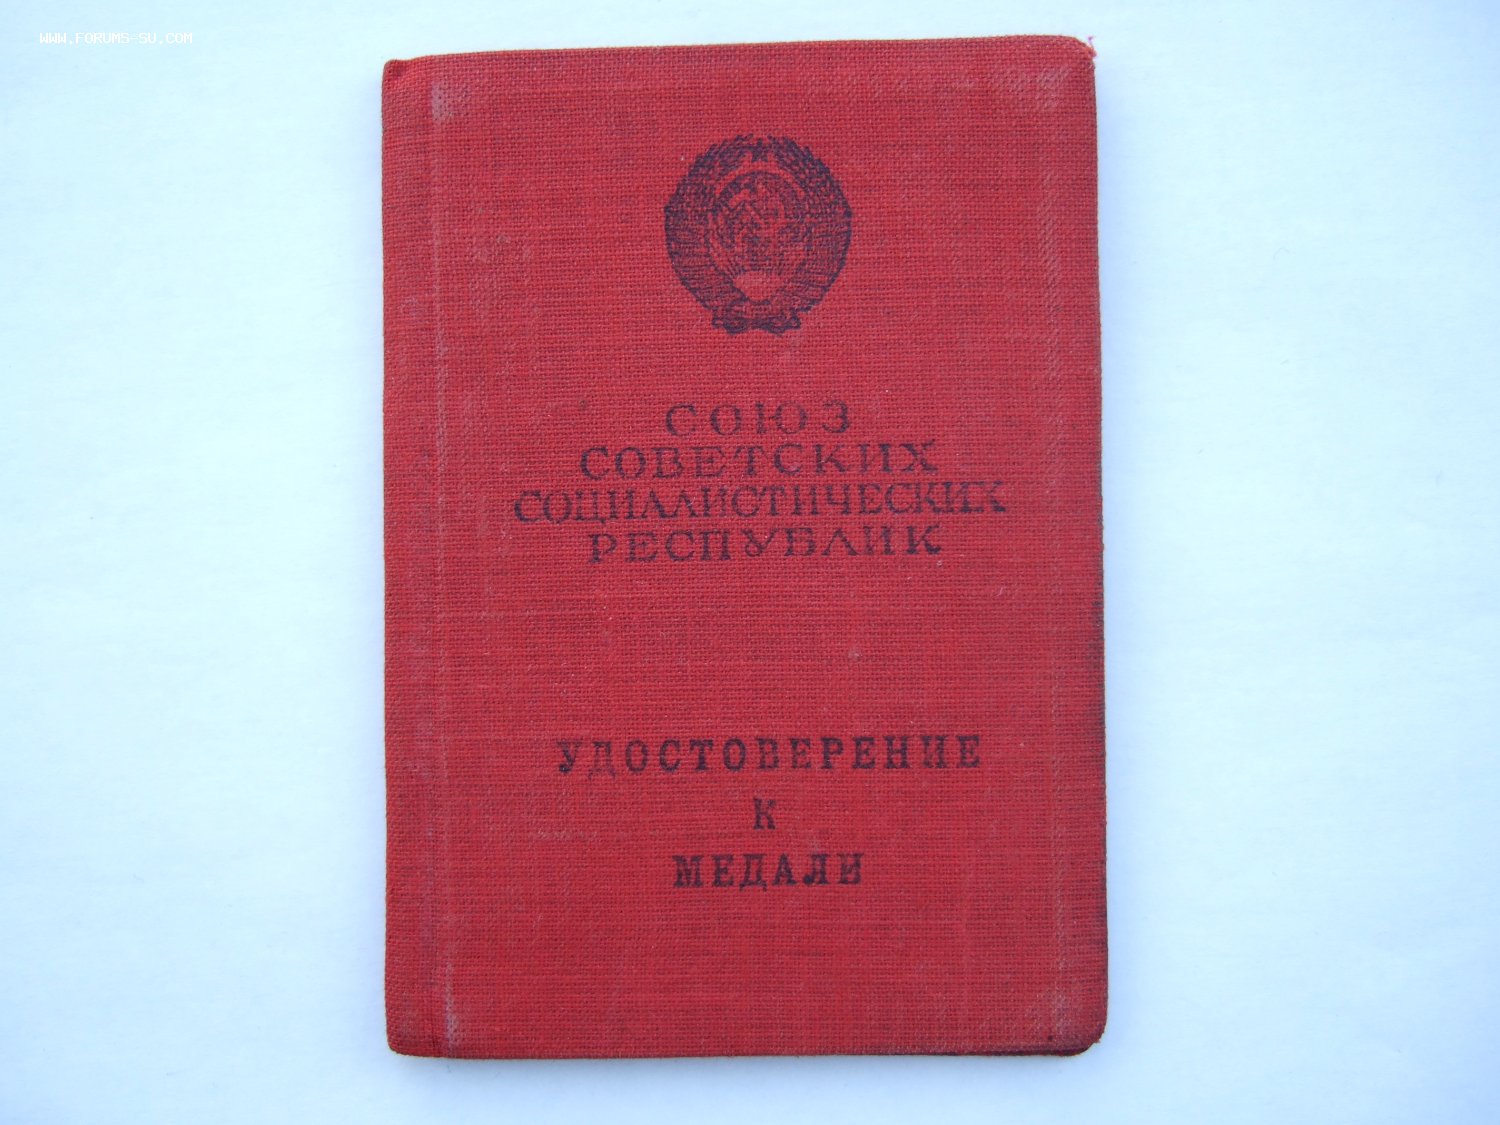 WWW.FORUMS-SU.COM
СОЮЗ
СОВЕТСКИХ
СОЦИАЛИСТИЧЕСКИХ
РЕСПУБЛИК
УДОСТОВЕРЕНИЕ
К
МЕДАЛИ